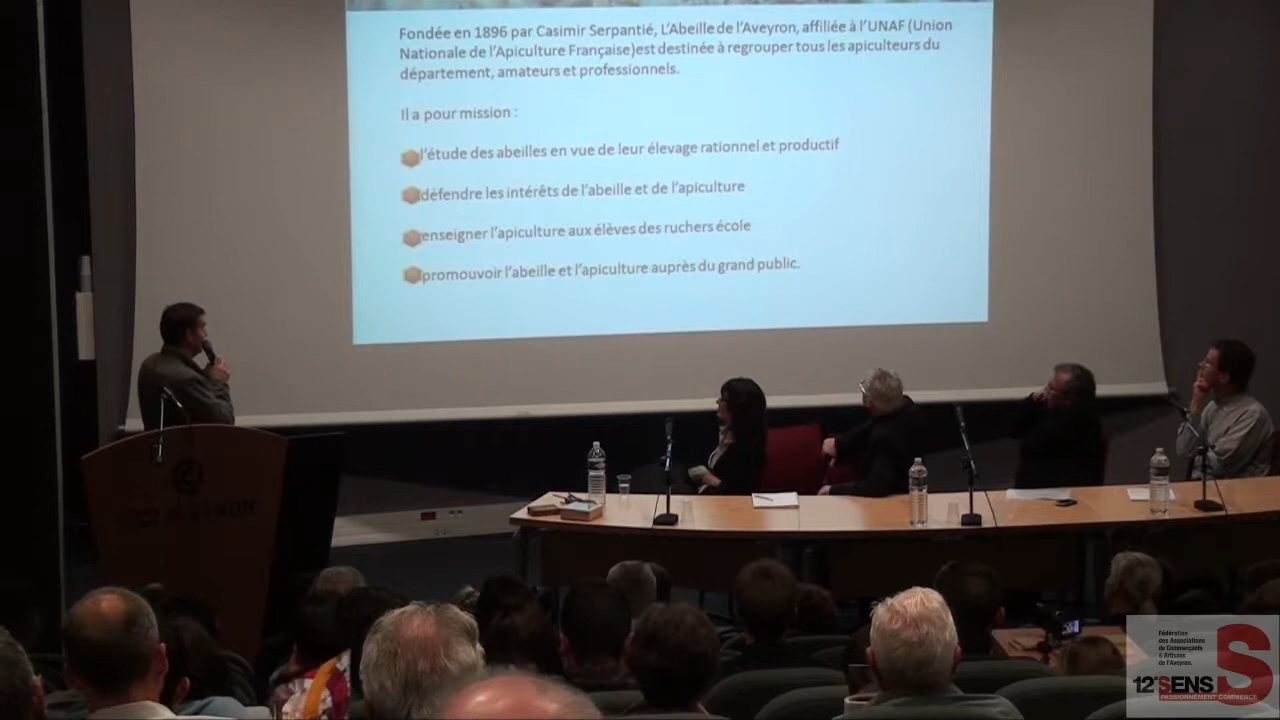 Fondée en 1896 par Casimir Serpantié, L'Abeille de l'Aveyron, affiliée à l'UNAF (Union
Nationale de l'Apiculture Française)est destinée à regrouper tous les apiculteurs du
département, amateurs et professionnels.
Il a pour mission :
l'étude des abeilles en vue de leur élevage rationnel et productif
défendre les intérêts de l'abeille et de l'apiculture
enseigner l'apiculture aux élèves des ruchers école
promouvoir l'abeille et l'apiculture auprès du grand public.
AVEYRON
Fédération
des Associations
de Commerçants
& Artisans
de l'Aveyron.
12°SENS
PASSIONNÉMENT COMMERCE